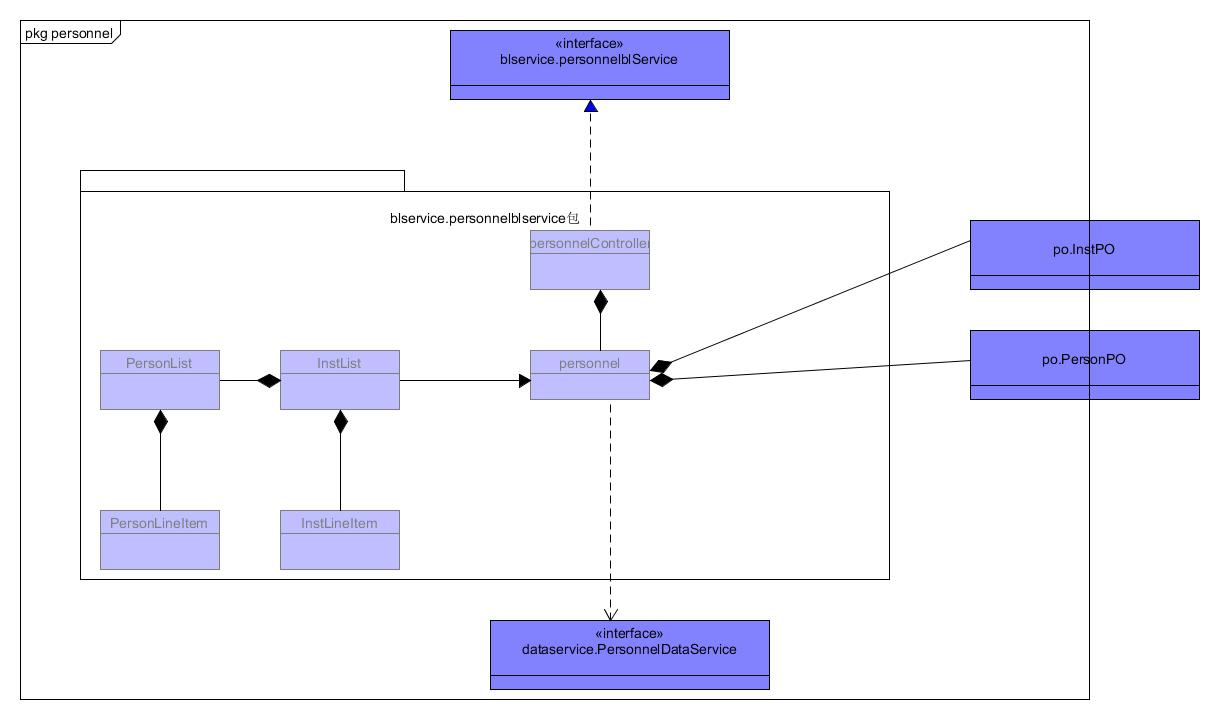 pkg personnel
«interface»
blservice.personnelblService
blservice.personnelblservice包
personnelController
po.InstPO
po.PersonPO
PersonList
InstList
personnel
PersonLineItem
InstLineItem
«interface»
dataservice.PersonnelDataService